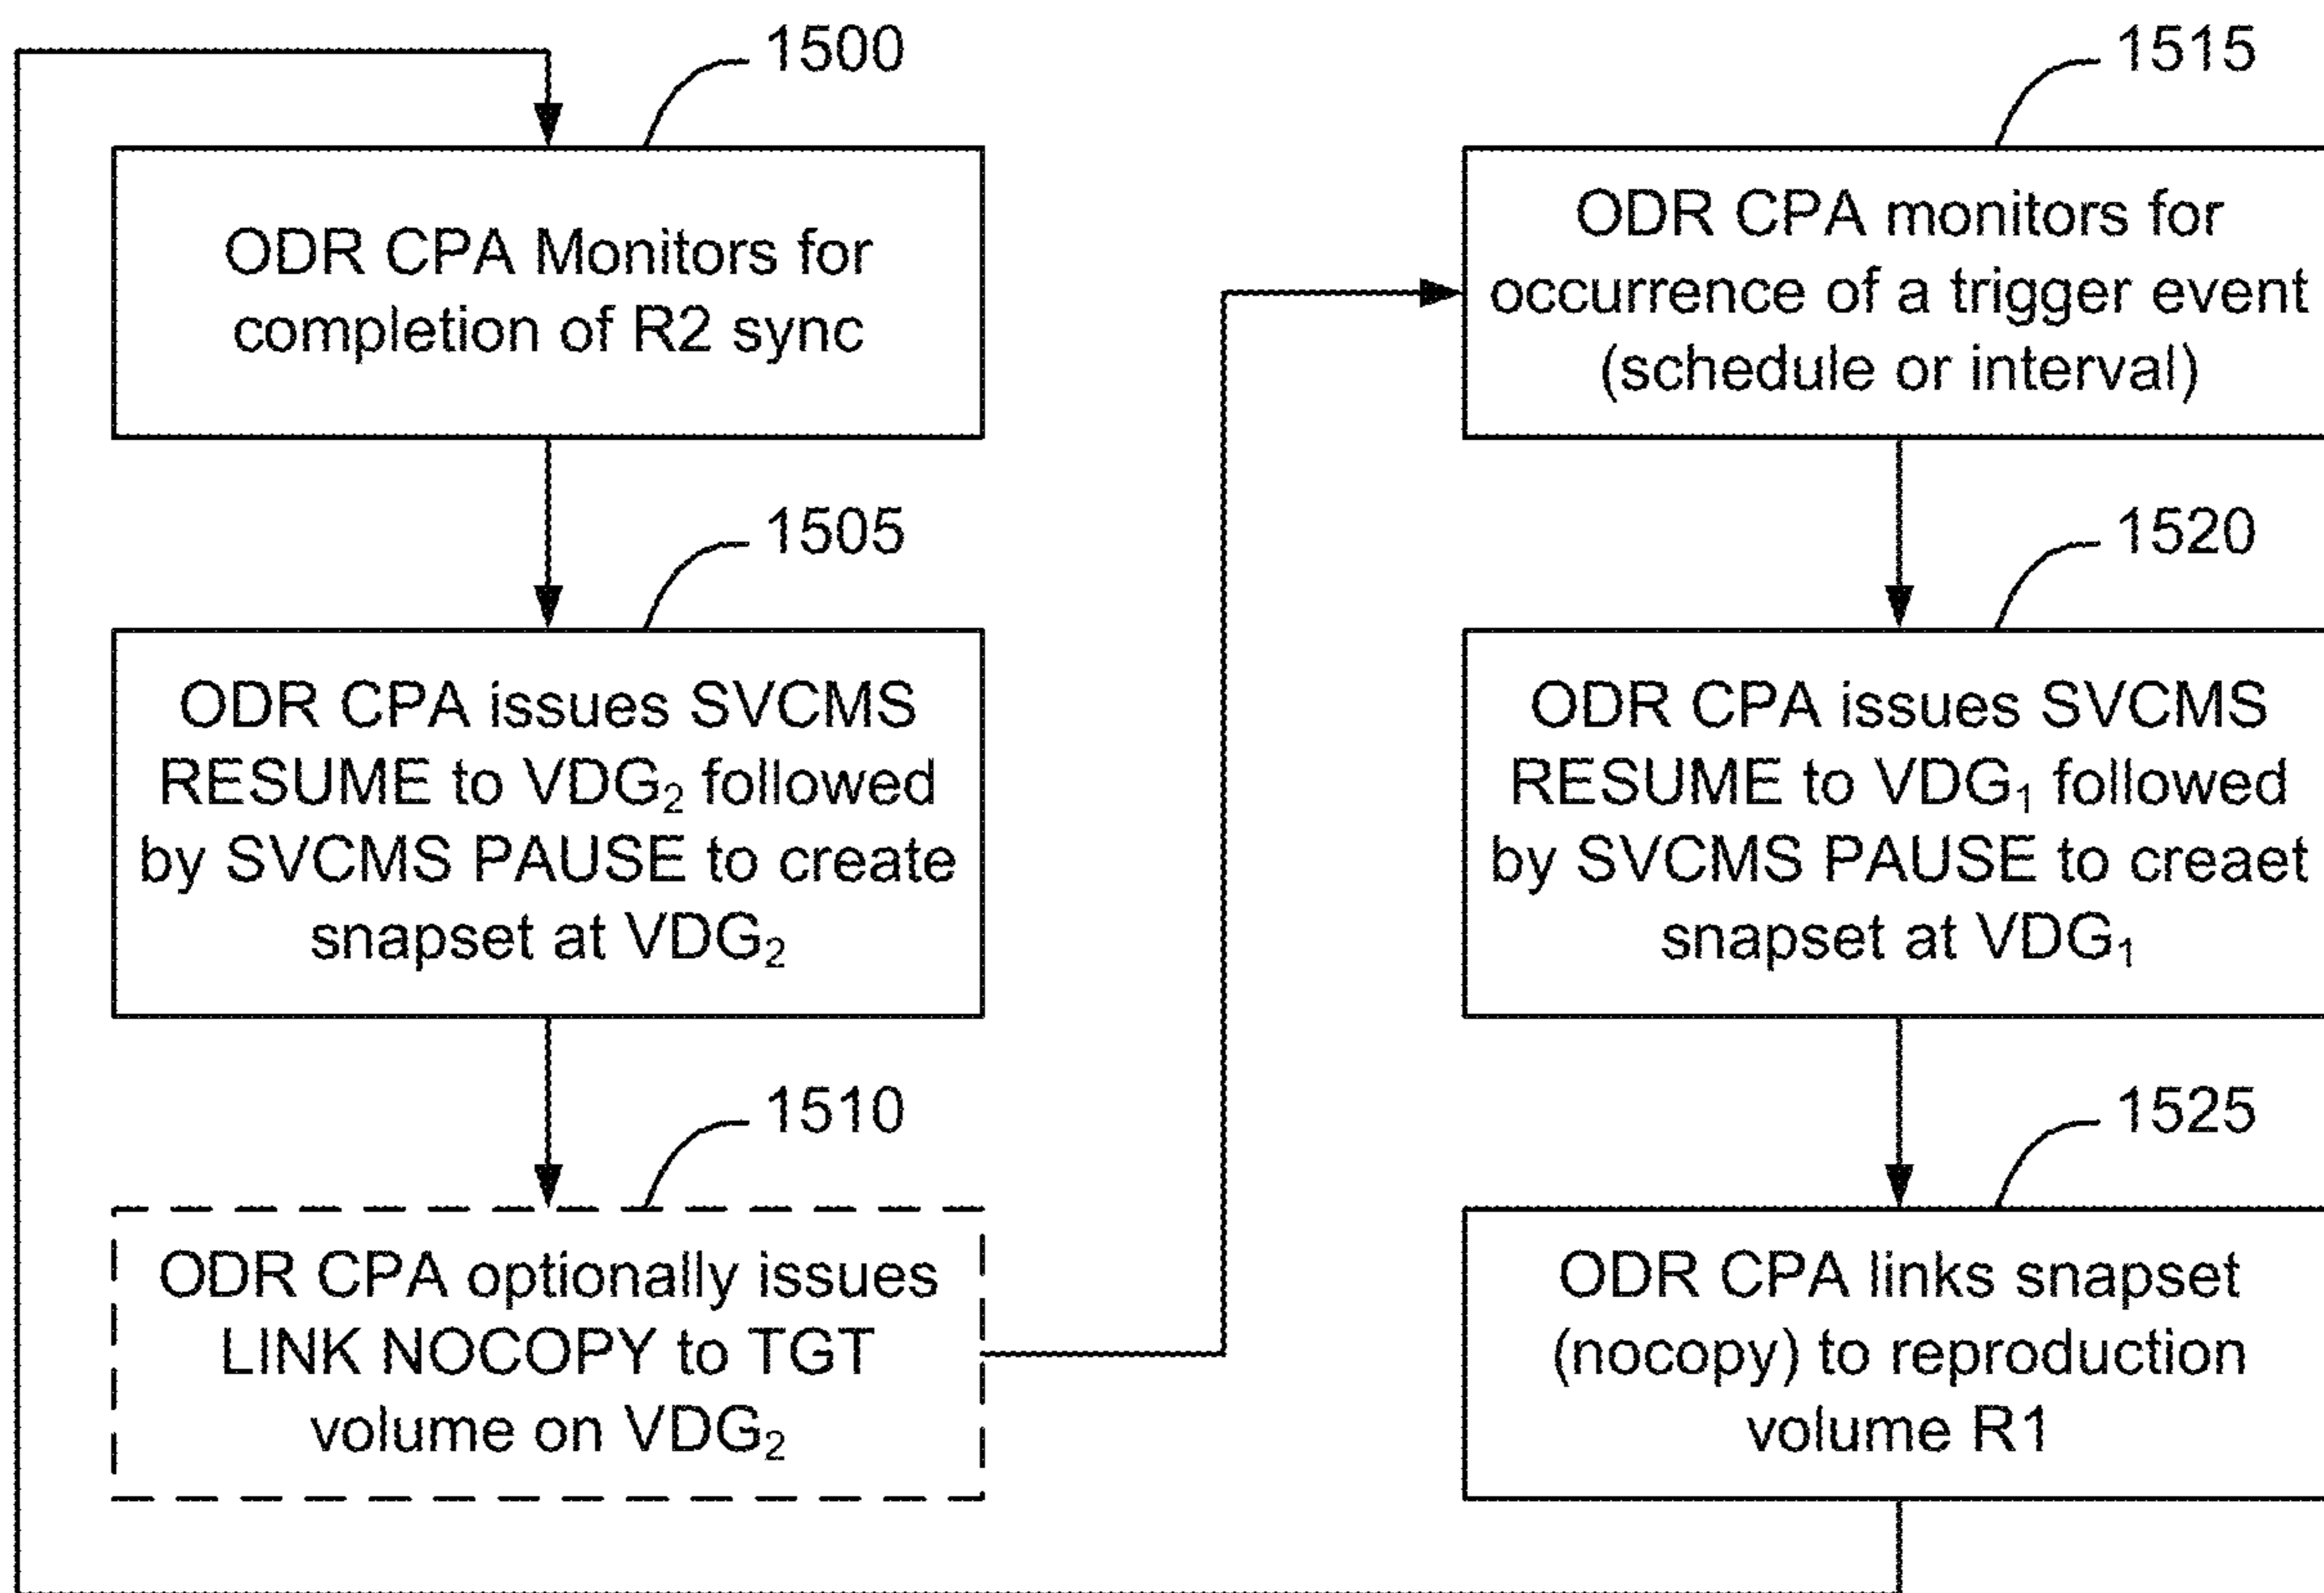 1500
ODR CPA Monitors for
completion of R2 sync
1505
ODR CPA issues SVCMS
RESUME to VDG₂ followed
by SVCMS PAUSE to create
snapset at VDG₂
1510
ODR CPA optionally issues
LINK NOCOPY to TGT
volume on VDG₂
1515
ODR CPA monitors for
occurrence of a trigger event
(schedule or interval)
1520
ODR CPA issues SVCMS
RESUME to VDG₁ followed
by SVCMS PAUSE to creaet
snapset at VDG₁
1525
ODR CPA links snapset
(nocopy) to reproduction
volume R1